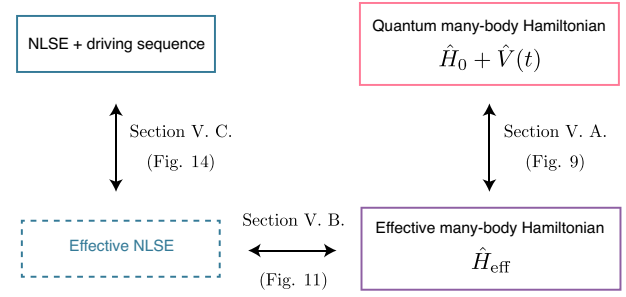 NLSE + driving sequence
Quantum many-body Hamiltonian
Ĥ₀ + V̂(t)
Section V. C.
(Fig. 14)
Section V. A.
(Fig. 9)
Effective NLSE
Section V. B.
(Fig. 11)
Effective many-body Hamiltonian
Ĥeff